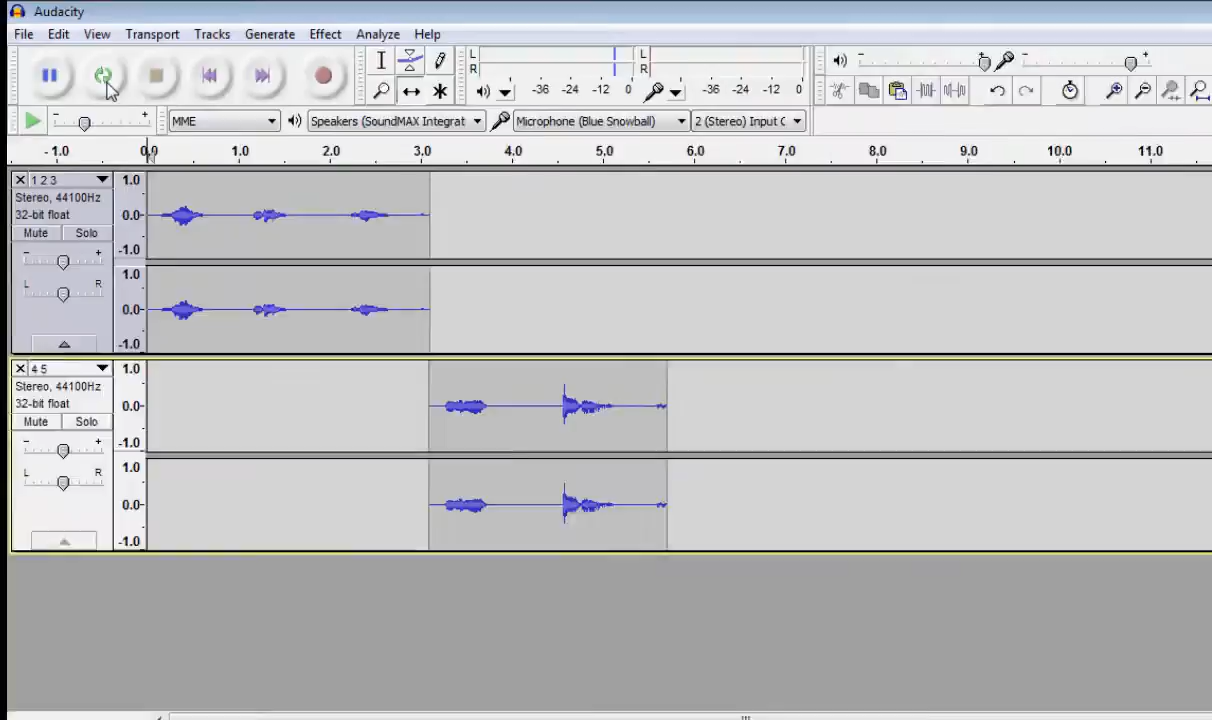 Audacity
File Edit View Transport Tracks Generate Effect Analyze Help
L
R
-36 -24 -12 0
L
R
-36 -24 -12 0
- + - +
- + MME Speakers (SoundMAX Integrat Microphone (Blue Snowball) 2 (Stereo) Input C
- 1.0 0.0 1.0 2.0 3.0 4.0 5.0 6.0 7.0 8.0 9.0 10.0 11.0
1 2 3
Stereo, 44100Hz
32-bit float
Mute Solo
- +
L R
1.0
0.0-
-1.0
1.0
0.0-
-1.0
4 5
Stereo, 44100Hz
32-bit float
Mute Solo
- +
L R
1.0
0.0-
-1.0
1.0
0.0-
-1.0